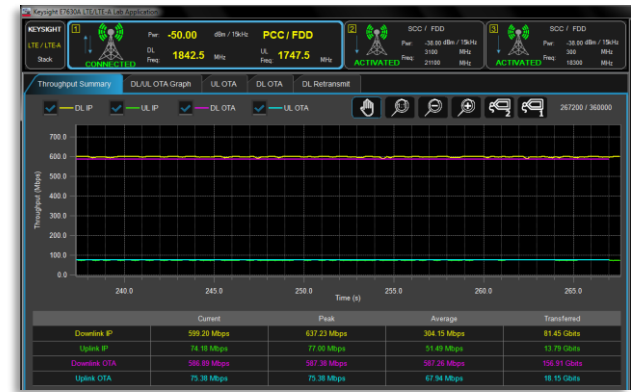 Keysight E7630A LTE/LTE-A Lab Application
KEYSIGHT
LTE / LTE-A
Stack
1
CONNECTED
Pwr: -50.00 dBm / 15kHz PCC / FDD
DL Freq: 1842.5 MHz UL Freq: 1747.5 MHz
2
ACTIVATED
SCC / FDD
Pwr: -38.00 dBm / 15kHz
3100 MHz
Freq: 21100 MHz
3
ACTIVATED
SCC / FDD
Pwr: -38.00 dBm / 15kHz
300 MHz
Freq: 18300 MHz
Throughput Summary DL/UL OTA Graph UL OTA DL OTA DL Retransmit
DL IP UL IP DL OTA UL OTA 267200 / 360000
Throughput (Mbps)
700.0
600.0
500.0
400.0
300.0
200.0
100.0
0.0
240.0 245.0 250.0 255.0 260.0 265.0
Time (s)
Current Peak Average Transferred
Downlink IP 599.20 Mbps 637.23 Mbps 304.15 Mbps 81.45 Gbits
Uplink IP 74.18 Mbps 77.00 Mbps 51.49 Mbps 13.79 Gbits
Downlink OTA 586.89 Mbps 587.39 Mbps 587.26 Mbps 156.91 Gbits
Uplink OTA 75.38 Mbps 75.38 Mbps 67.94 Mbps 18.15 Gbits